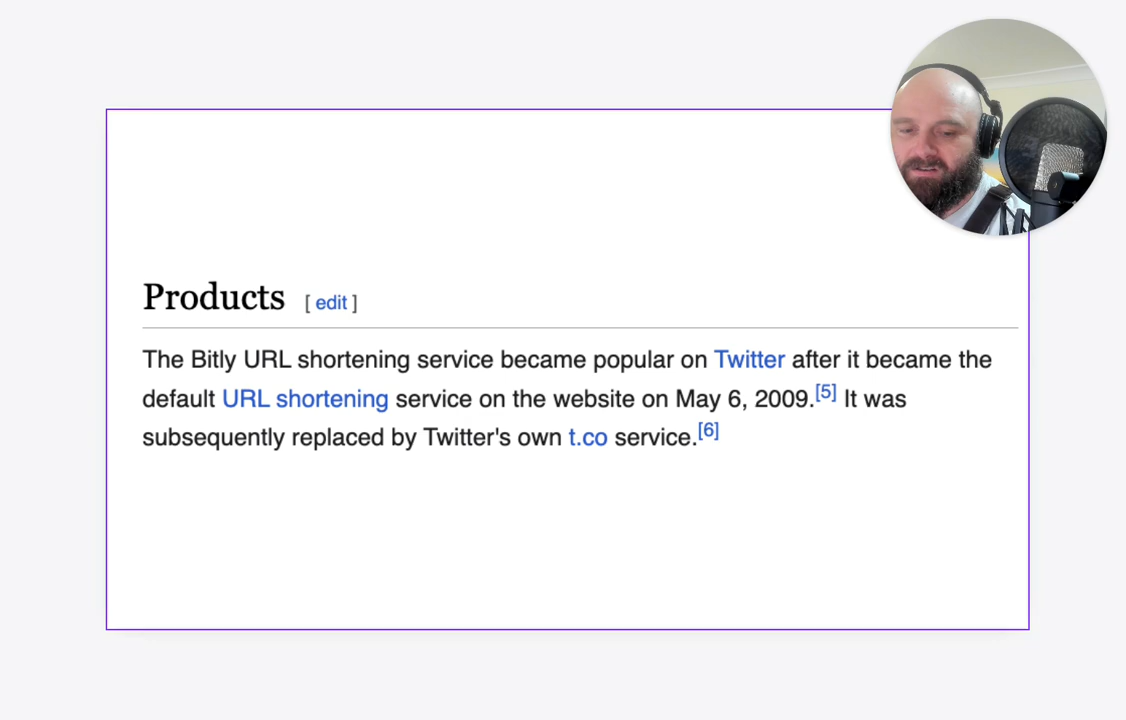 Products [ edit ]
The Bitly URL shortening service became popular on Twitter after it became the
default URL shortening service on the website on May 6, 2009.[5] It was
subsequently replaced by Twitter's own t.co service.[6]